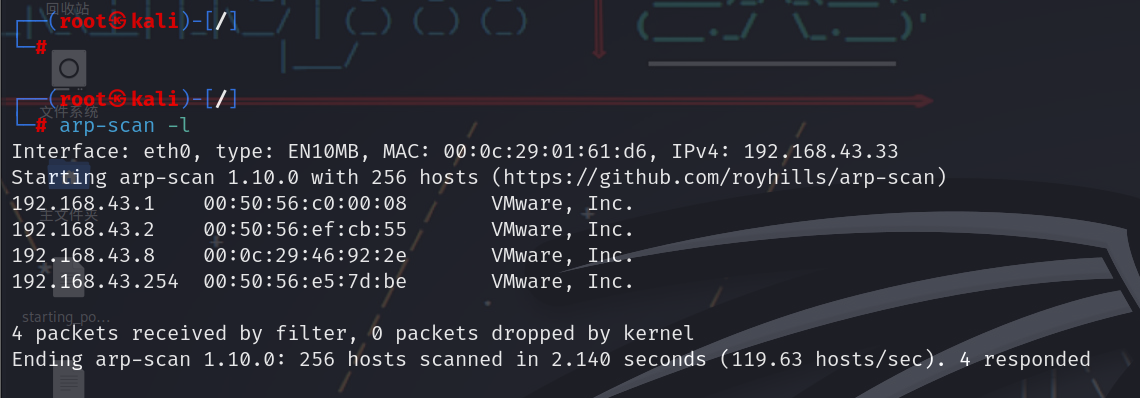 回收站
┌──(root㉿kali)-[/]
└─#
┌──(root㉿kali)-[/]
文件系统
└─# arp-scan -l
Interface: eth0, type: EN10MB, MAC: 00:0c:29:01:61:d6, IPv4: 192.168.43.33
Starting arp-scan 1.10.0 with 256 hosts (https://github.com/royhills/arp-scan)
192.168.43.1    00:50:56:c0:00:08       VMware, Inc.
主文件夹
192.168.43.2    00:50:56:ef:cb:55       VMware, Inc.
192.168.43.8    00:0c:29:46:92:2e       VMware, Inc.
192.168.43.254  00:50:56:e5:7d:be       VMware, Inc.
starting_po...
4 packets received by filter, 0 packets dropped by kernel
Ending arp-scan 1.10.0: 256 hosts scanned in 2.140 seconds (119.63 hosts/sec). 4 responded